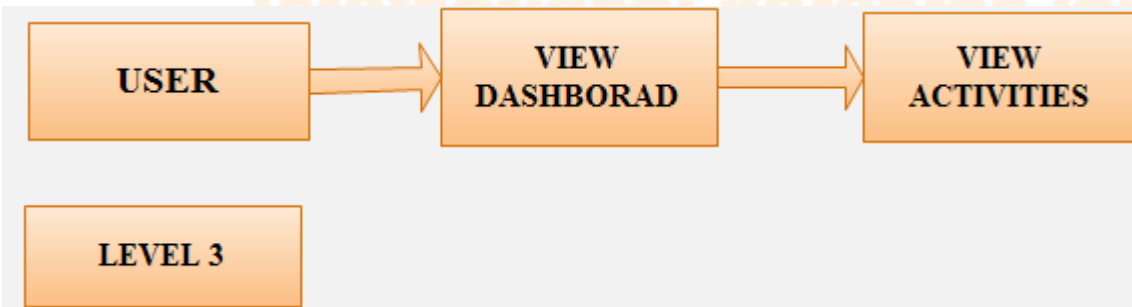 USER
VIEW
DASHBORAD
VIEW
ACTIVITIES
LEVEL 3